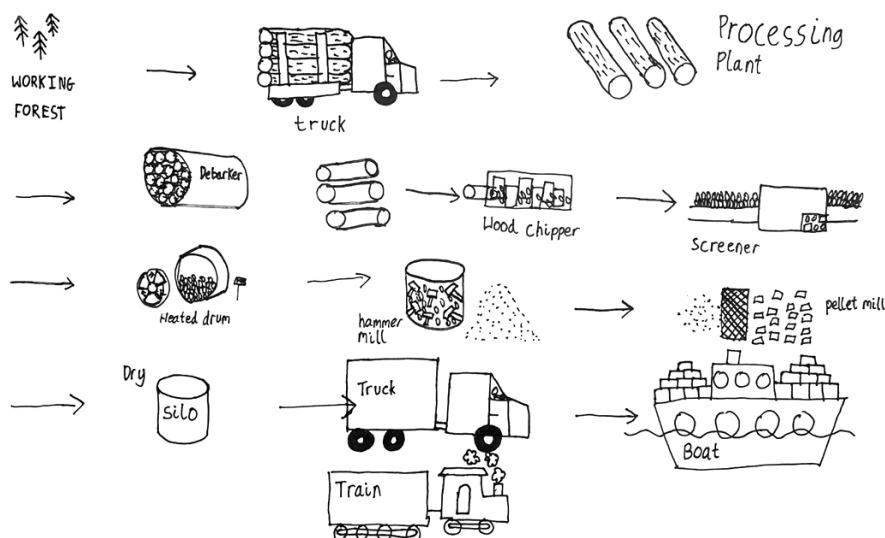 WORKING
FOREST
truck
Processing
Plant
Debarker
Wood Chipper
Screener
Heated drum
hammer
mill
pellet mill
Dry
SilO
Truck
Train
Boat